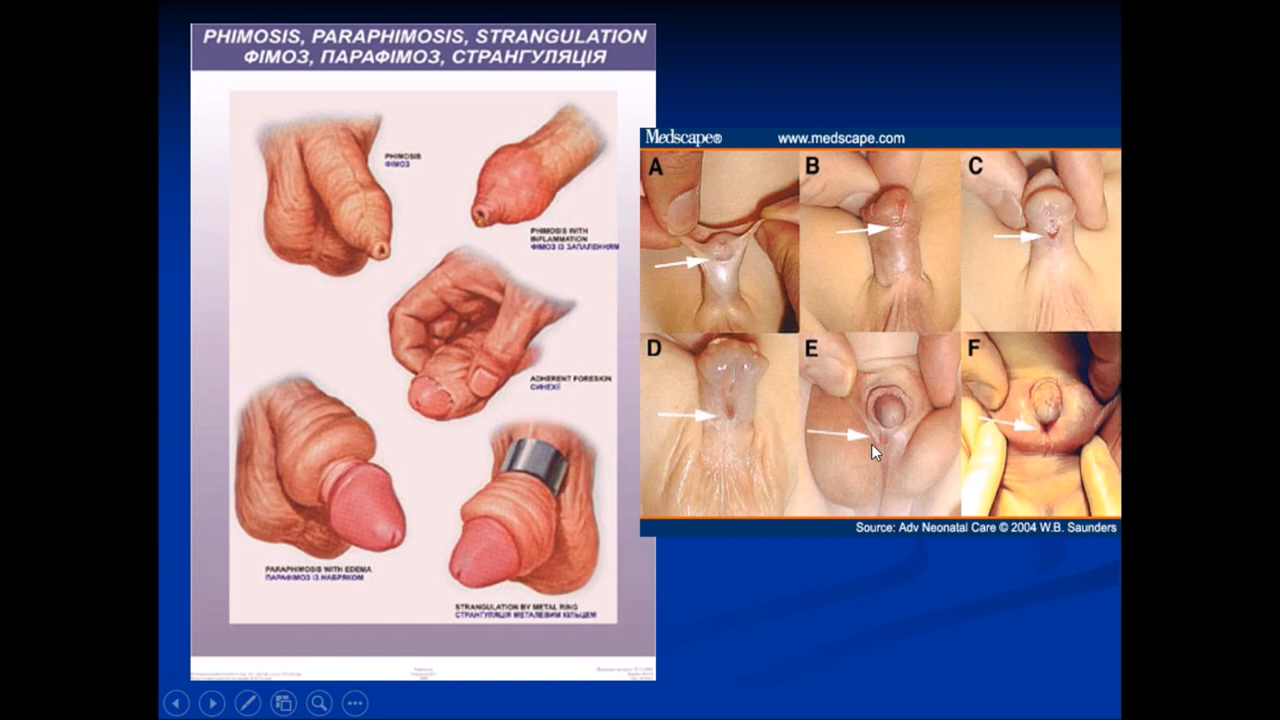 PHIMOSIS, PARAPHIMOSIS, STRANGULATION
ФІМОЗ, ПАРАФІМОЗ, СТРАНГУЛЯЦІЯ
PHIMOSIS
ФІМОЗ
PHIMOSIS WITH
INFLAMMATION
ФІМОЗ ІЗ ЗАПАЛЕННЯМ
ADHERENT FORESKIN
СИНЕХІЇ
PARAPHIMOSIS WITH EDEMA
ПАРАФІМОЗ ІЗ НАБРЯКОМ
STRANGULATION BY METAL RING
СТРАНГУЛЯЦІЯ МЕТАЛЕВИМ КІЛЬЦЕМ
Medscape® www.medscape.com
A B C
D E F
Source: Adv Neonatal Care © 2004 W.B. Saunders